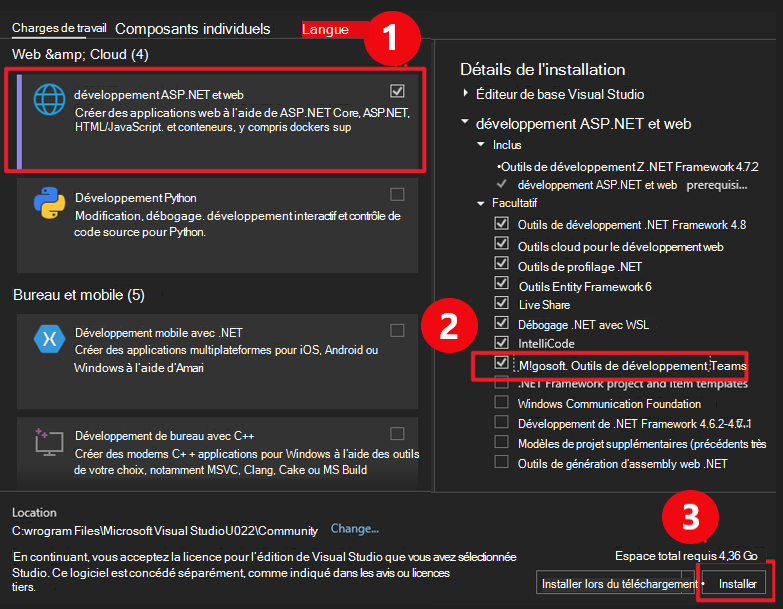 Charges de travail Composants individuels Langue
1
Web &amp; Cloud (4)
développement ASP.NET et web
Créer des applications web à l'aide de ASP.NET Core, ASP.NET,
HTML/JavaScript. et conteneurs, y compris dockers sup
Développement Python
Modification, débogage. développement interactif et contrôle de
code source pour Python.
Bureau et mobile (5)
Développement mobile avec .NET
Créer des applications multiplateformes pour iOS, Android ou
Windows à l'aide d'Amari
Développement de bureau avec C++
Créer des modems C+ + applications pour Windows à l'aide des outils
de votre choix, notamment MSVC, Clang, Cake ou MS Build
Détails de l'installation
Éditeur de base Visual Studio
développement ASP.NET et web
Inclus
•Outils de développement Z .NET Framework 4.7.2
développement ASP.NET et web prerequisi...
Facultatif
Outils de développement .NET Framework 4.8
Outils cloud pour le développement web
Outils de profilage .NET
Outils Entity Framework 6
Live Share
Débogage .NET avec WSL
2
IntelliCode
M!gosoft. Outils de développement Teams
.NET Framework project and item templates
Windows Communication Foundation
Développement de .NET Framework 4.6.2-4.7.1
Modèles de projet supplémentaires (précédents très
Outils de génération d'assembly web .NET
Location
C:wrogram Files\Microsoft Visual StudioU022\Community Change...
En continuant, vous acceptez la licence pour l'édition de Visual Studio que vous avez sélectionnée
Studio. Ce logiciel est concédé séparément, comme indiqué dans les avis ou licences
tiers.
3
Espace total requis 4,36 Go
Installer lors du téléchargement • Installer